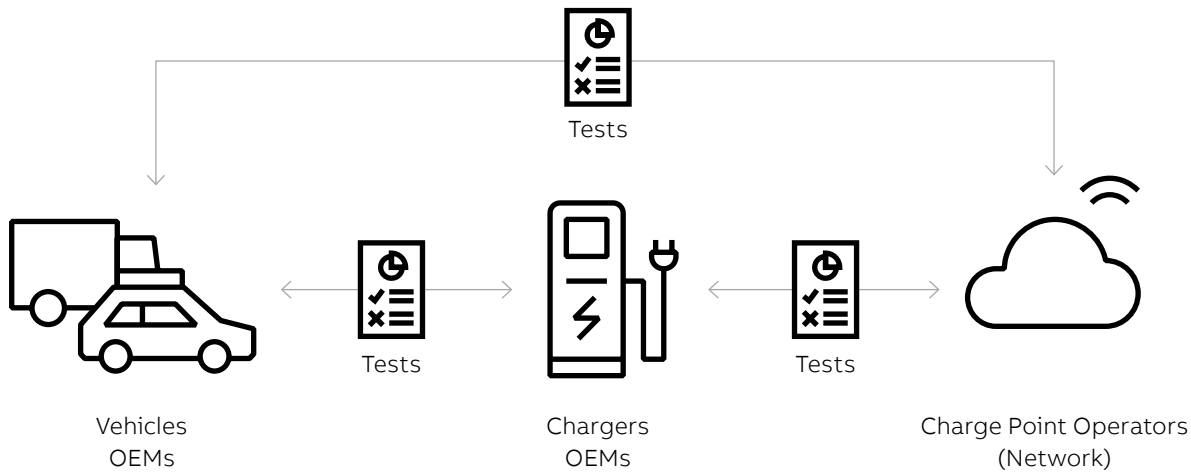 Tests
Tests
Tests
Vehicles
OEMs
Chargers
OEMs
Charge Point Operators
(Network)